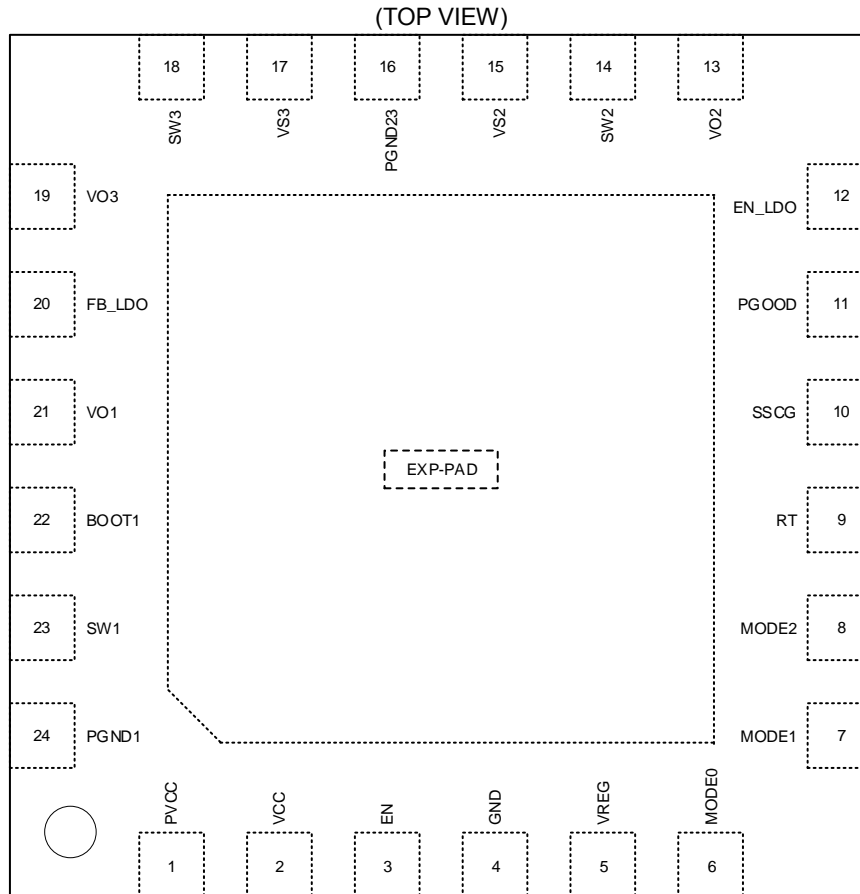 (TOP VIEW)
18 17 16 15 14 13
SW3 VS3 PGND23 VS2 SW2 VO2
19 VO3 EN_LDO 12
20 FB_LDO PGOOD 11
21 VO1 SSCG 10
EXP-PAD
22 BOOT1 RT 9
23 SW1 MODE2 8
24 PGND1 MODE1 7
PVCC VCC EN GND VREG MODE0
1 2 3 4 5 6